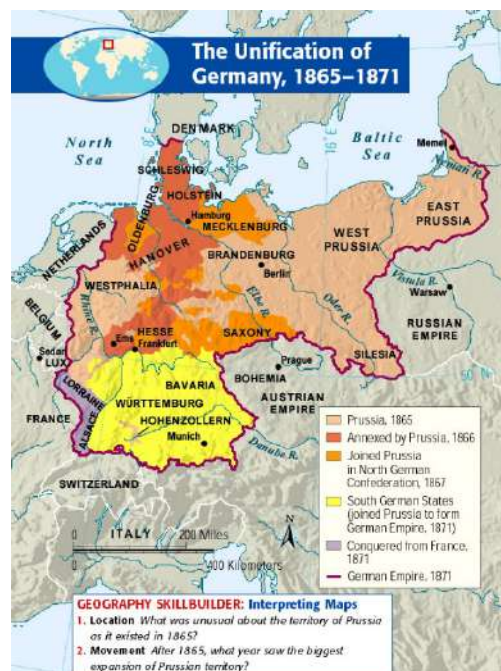 The Unification of
Germany, 1865–1871
North
Sea
8°E
DENMARK
16°E
Baltic
Sea
Memel
Neman R.
SCHLESWIG
HOLSTEIN
EAST
PRUSSIA
Hamburg
MECKLENBURG
OLDENBURG
WEST
PRUSSIA
NETHERLANDS
HANOVER
BRANDENBURG
Berlin
Elbe R.
Oder R.
Vistula R.
Warsaw
WESTPHALIA
BELGIUM
Rhine R.
RUSSIAN
EMPIRE
HESSE
SAXONY
Ems
Frankfurt
SILESIA
Sedan
LUX.
Prague
50°N
BOHEMIA
LORRAINE
BAVARIA
AUSTRIAN
EMPIRE
WÜRTTEMBERG
FRANCE
ALSACE
HOHENZOLLERN
Munich
Danube R.
SWITZERLAND
ITALY
0 200 Miles
0 400 Kilometers
N
Prussia, 1865
Annexed by Prussia, 1866
Joined Prussia
in North German
Confederation, 1867
South German States
(joined Prussia to form
German Empire, 1871)
Conquered from France,
1871
German Empire, 1871
GEOGRAPHY SKILLBUILDER: Interpreting Maps
1. Location What was unusual about the territory of Prussia
as it existed in 1865?
2. Movement After 1865, what year saw the biggest
expansion of Prussian territory?